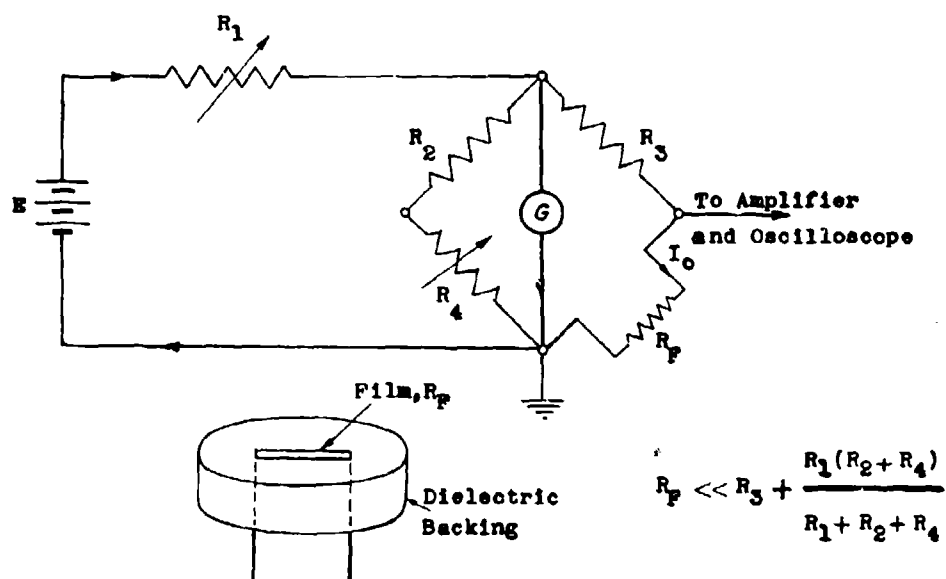 R1
R2
R3
E
G
To Amplifier
and Oscilloscope
I0
R4
RF
Film, RF
Dielectric
Backing
RF << R3 + R1(R2 + R4)
R1 + R2 + R4